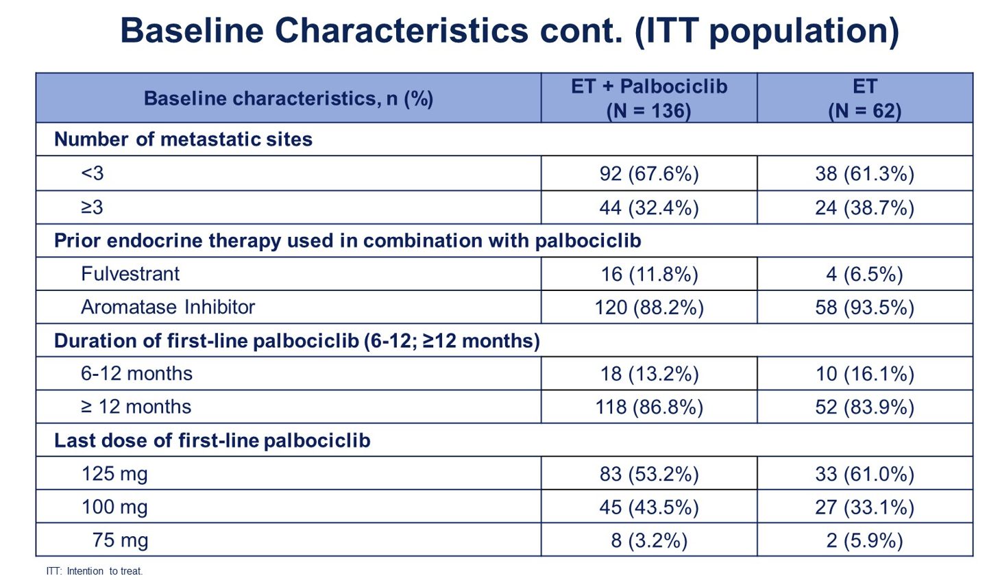 Baseline Characteristics cont. (ITT population)
Baseline characteristics, n (%) ET + Palbociclib (N = 136) ET (N = 62)
Number of metastatic sites
<3 92 (67.6%) 38 (61.3%)
≥3 44 (32.4%) 24 (38.7%)
Prior endocrine therapy used in combination with palbociclib
Fulvestrant 16 (11.8%) 4 (6.5%)
Aromatase Inhibitor 120 (88.2%) 58 (93.5%)
Duration of first-line palbociclib (6-12; ≥12 months)
6-12 months 18 (13.2%) 10 (16.1%)
≥ 12 months 118 (86.8%) 52 (83.9%)
Last dose of first-line palbociclib
125 mg 83 (53.2%) 33 (61.0%)
100 mg 45 (43.5%) 27 (33.1%)
75 mg 8 (3.2%) 2 (5.9%)
ITT: Intention to treat.